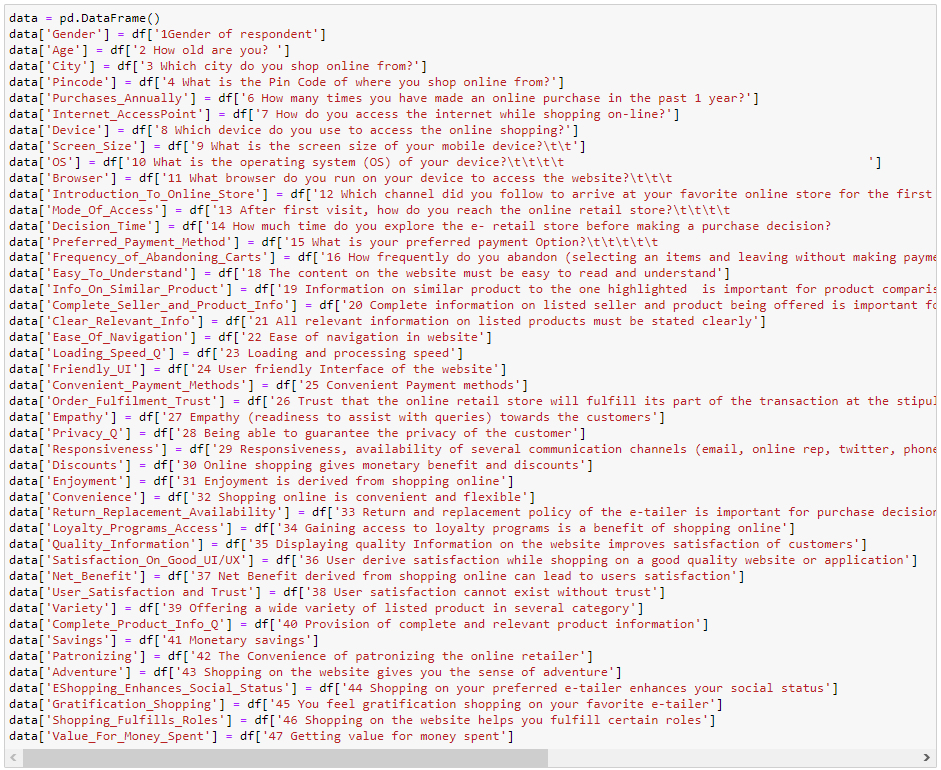 data = pd.DataFrame()
data['Gender'] = df['1Gender of respondent']
data['Age'] = df['2 How old are you? ']
data['City'] = df['3 Which city do you shop online from?']
data['Pincode'] = df['4 What is the Pin Code of where you shop online from?']
data['Purchases_Annually'] = df['6 How many times you have made an online purchase in the past 1 year?']
data['Internet_AccessPoint'] = df['7 How do you access the internet while shopping on-line?']
data['Device'] = df['8 Which device do you use to access the online shopping?']
data['Screen_Size'] = df['9 What is the screen size of your mobile device?\t\t']
data['OS'] = df['10 What is the operating system (OS) of your device?\t\t\t\t                                          ']
data['Browser'] = df['11 What browser do you run on your device to access the website?\t\t\t
data['Introduction_To_Online_Store'] = df['12 Which channel did you follow to arrive at your favorite online store for the first
data['Mode_Of_Access'] = df['13 After first visit, how do you reach the online retail store?\t\t\t\t
data['Decision_Time'] = df['14 How much time do you explore the e- retail store before making a purchase decision?
data['Preferred_Payment_Method'] = df['15 What is your preferred payment Option?\t\t\t\t\t
data['Frequency_of_Abandoning_Carts'] = df['16 How frequently do you abandon (selecting an items and leaving without making payme
data['Easy_To_Understand'] = df['18 The content on the website must be easy to read and understand']
data['Info_On_Similar_Product'] = df['19 Information on similar product to the one highlighted  is important for product comparis
data['Complete_Seller_and_Product_Info'] = df['20 Complete information on listed seller and product being offered is important fo
data['Clear_Relevant_Info'] = df['21 All relevant information on listed products must be stated clearly']
data['Ease_Of_Navigation'] = df['22 Ease of navigation in website']
data['Loading_Speed_Q'] = df['23 Loading and processing speed']
data['Friendly_UI'] = df['24 User friendly Interface of the website']
data['Convenient_Payment_Methods'] = df['25 Convenient Payment methods']
data['Order_Fulfilment_Trust'] = df['26 Trust that the online retail store will fulfill its part of the transaction at the stipul
data['Empathy'] = df['27 Empathy (readiness to assist with queries) towards the customers']
data['Privacy_Q'] = df['28 Being able to guarantee the privacy of the customer']
data['Responsiveness'] = df['29 Responsiveness, availability of several communication channels (email, online rep, twitter, phone
data['Discounts'] = df['30 Online shopping gives monetary benefit and discounts']
data['Enjoyment'] = df['31 Enjoyment is derived from shopping online']
data['Convenience'] = df['32 Shopping online is convenient and flexible']
data['Return_Replacement_Availability'] = df['33 Return and replacement policy of the e-tailer is important for purchase decision
data['Loyalty_Programs_Access'] = df['34 Gaining access to loyalty programs is a benefit of shopping online']
data['Quality_Information'] = df['35 Displaying quality Information on the website improves satisfaction of customers']
data['Satisfaction_On_Good_UI/UX'] = df['36 User derive satisfaction while shopping on a good quality website or application']
data['Net_Benefit'] = df['37 Net Benefit derived from shopping online can lead to users satisfaction']
data['User_Satisfaction and Trust'] = df['38 User satisfaction cannot exist without trust']
data['Variety'] = df['39 Offering a wide variety of listed product in several category']
data['Complete_Product_Info_Q'] = df['40 Provision of complete and relevant product information']
data['Savings'] = df['41 Monetary savings']
data['Patronizing'] = df['42 The Convenience of patronizing the online retailer']
data['Adventure'] = df['43 Shopping on the website gives you the sense of adventure']
data['EShopping_Enhances_Social_Status'] = df['44 Shopping on your preferred e-tailer enhances your social status']
data['Gratification_Shopping'] = df['45 You feel gratification shopping on your favorite e-tailer']
data['Shopping_Fulfills_Roles'] = df['46 Shopping on the website helps you fulfill certain roles']
data['Value_For_Money_Spent'] = df['47 Getting value for money spent']